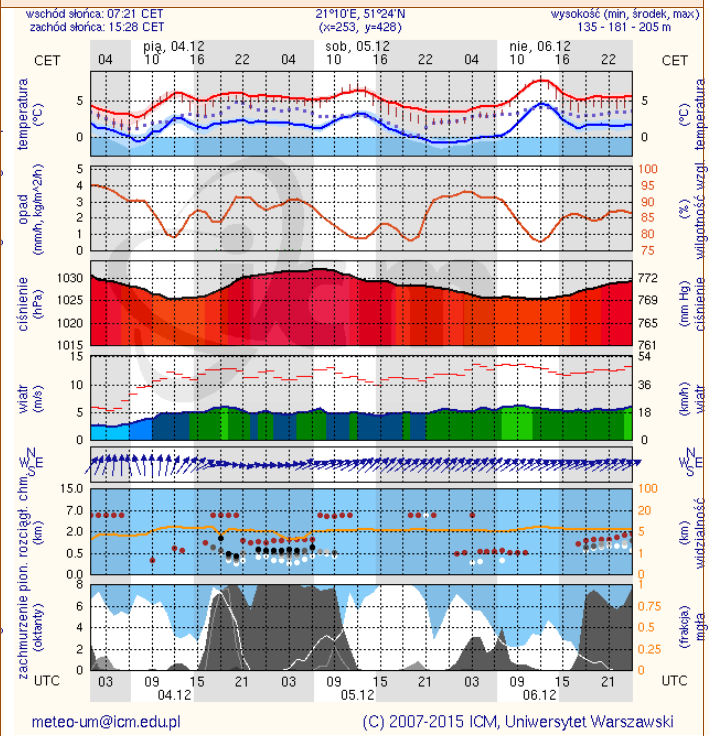 wschód słońca: 07:21 CET 21°10'E, 51°24'N wysokość (min, środek, max)
zachód słońca: 15:28 CET (x=253, y=428) 135 - 181 - 205 m
pią, 04.12 sob, 05.12 nie, 06.12
CET 04 10 16 22 04 10 16 22 04 10 16 22 CET
temperatura
(°C)
5
0
5
0
(°C)
temperatura
opad
(mm/h, kg/m^2/h)
5
4
3
2
1
0
100
95
90
85
80
75
(%)
wilgotność wzgl.
ciśnienie
(hPa)
1030
1025
1020
1015
772
769
765
761
(mm Hg)
ciśnienie
wiatr
(m/s)
15
10
5
0
54
36
18
0
(km/h)
wiatr
N
W E
S
N
W E
S
pion. rozciągł. chm.
(km)
15.0
7.0
2.0
0.5
0.0
100
20
5
1
0
(km)
widzialność
zachmurzenie
(oktanty)
8
6
4
2
0
1
0.75
0.5
0.25
0
(frakcja)
mgła
UTC 03 09 15 21 03 09 15 21 03 09 15 21 UTC
04.12 05.12 06.12
icm
meteo-um@icm.edu.pl (C) 2007-2015 ICM, Uniwersytet Warszawski